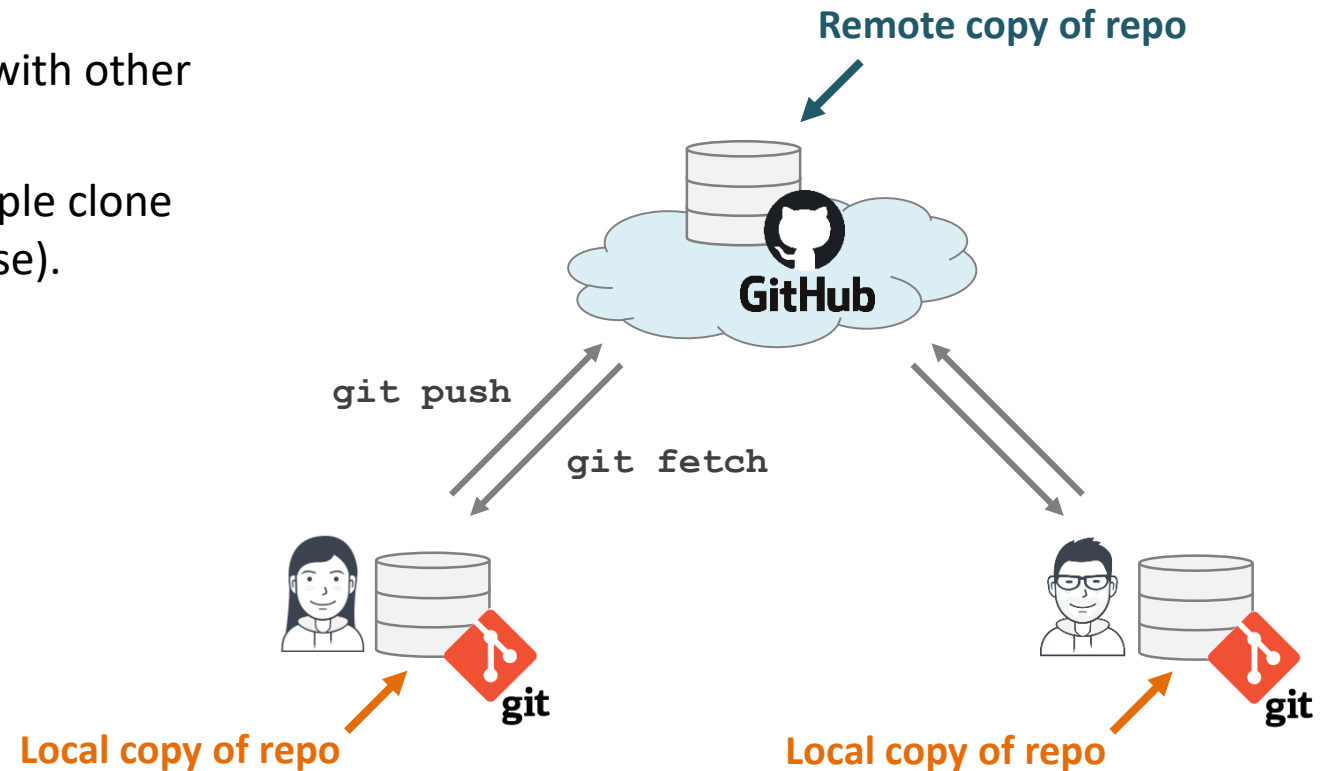 Remote copy of repo
with other
ple clone
se).
GitHub
git push
git fetch
git
git
Local copy of repo
Local copy of repo